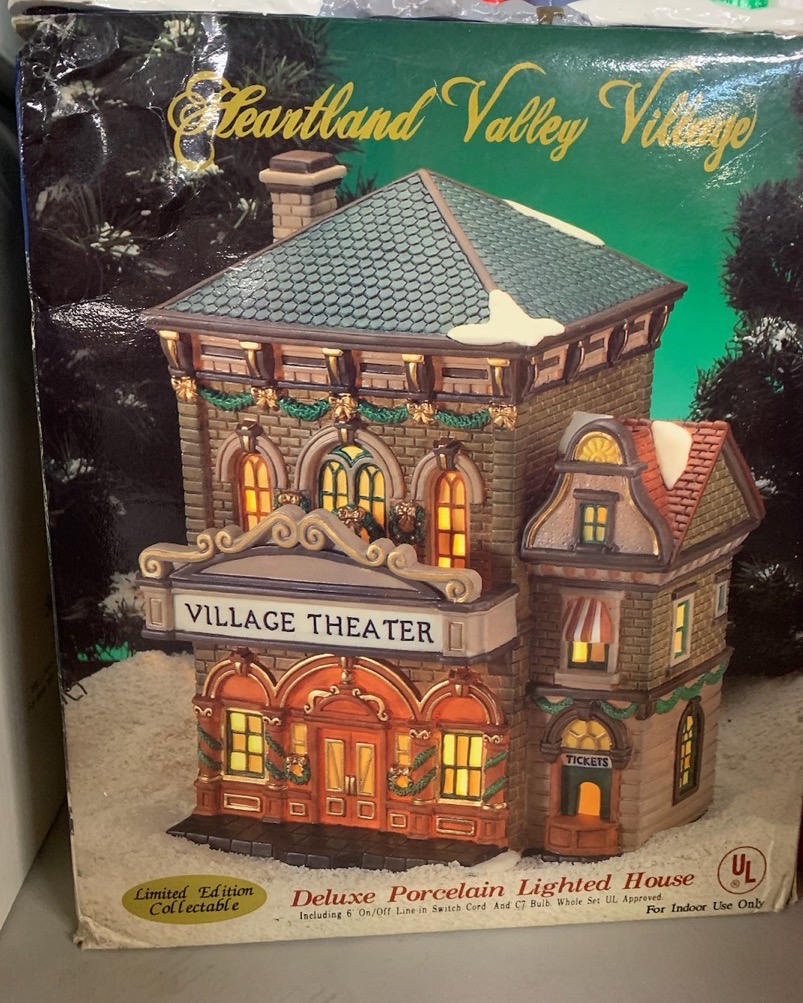 Heartland Valley Village
VILLAGE THEATER
TICKETS
Limited Edition
Collectable
Deluxe Porcelain Lighted House
Including 6' On/Off Line-in Switch Cord And C7 Bulb. Whole Set UL Approved.
For Indoor Use Only
UL
®